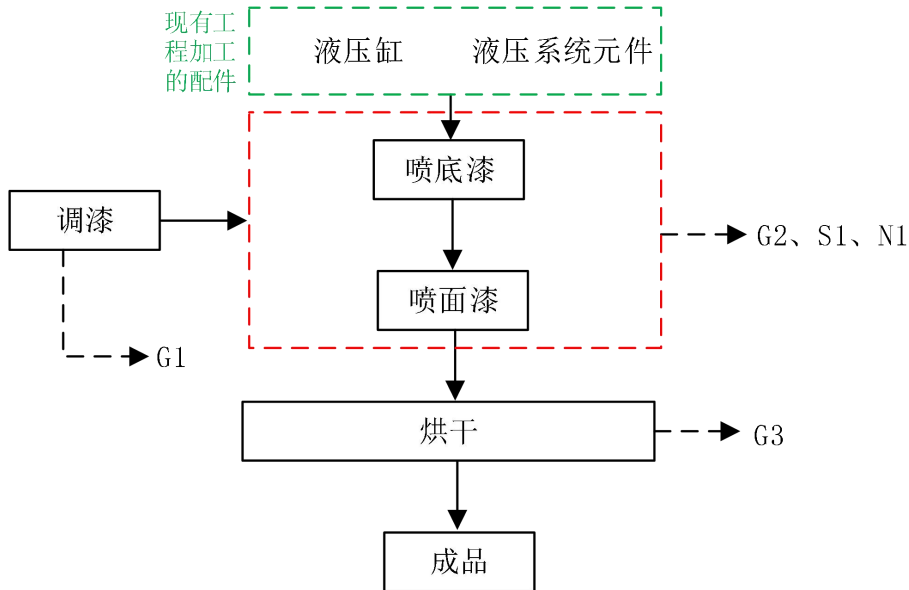 现有工
程加工
的配件
液压缸
液压系统元件
喷底漆
调漆
G2、S1、N1
喷面漆
G1
烘干
G3
成品